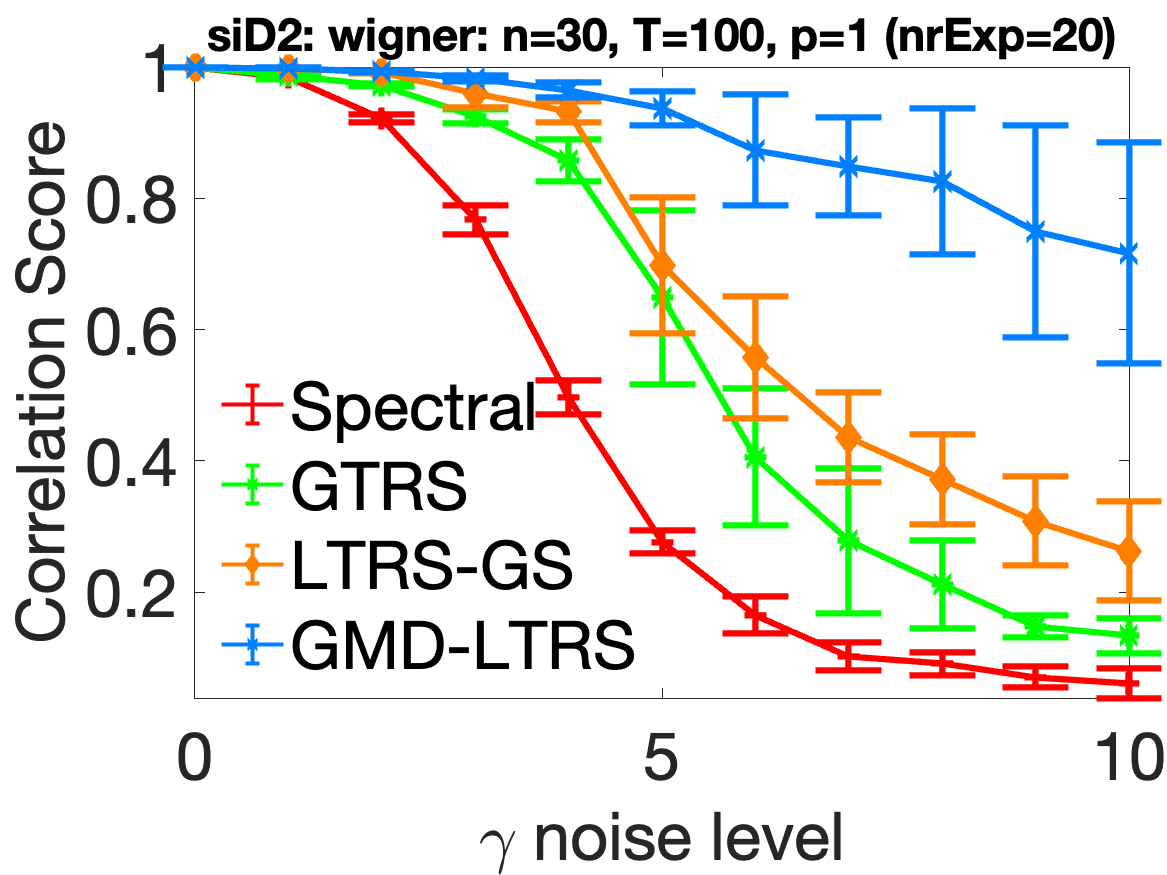 siD2: wigner: n=30, T=100, p=1 (nrExp=20)
Correlation Score
1
0.8
0.6
0.4
0.2
Spectral
GTRS
LTRS-GS
GMD-LTRS
0 5 10
γ noise level